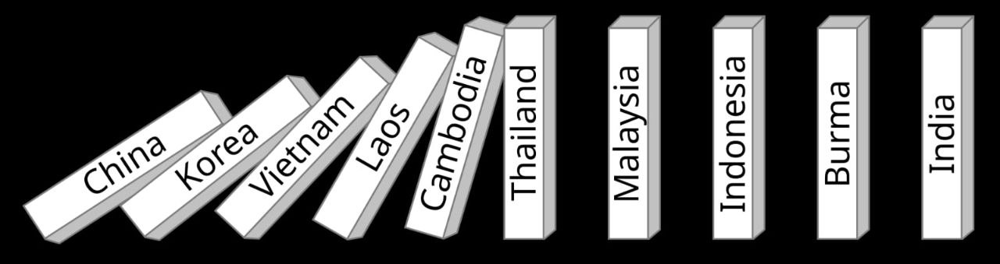 China
Korea
Vietnam
Laos
Cambodia
Thailand
Malaysia
Indonesia
Burma
India